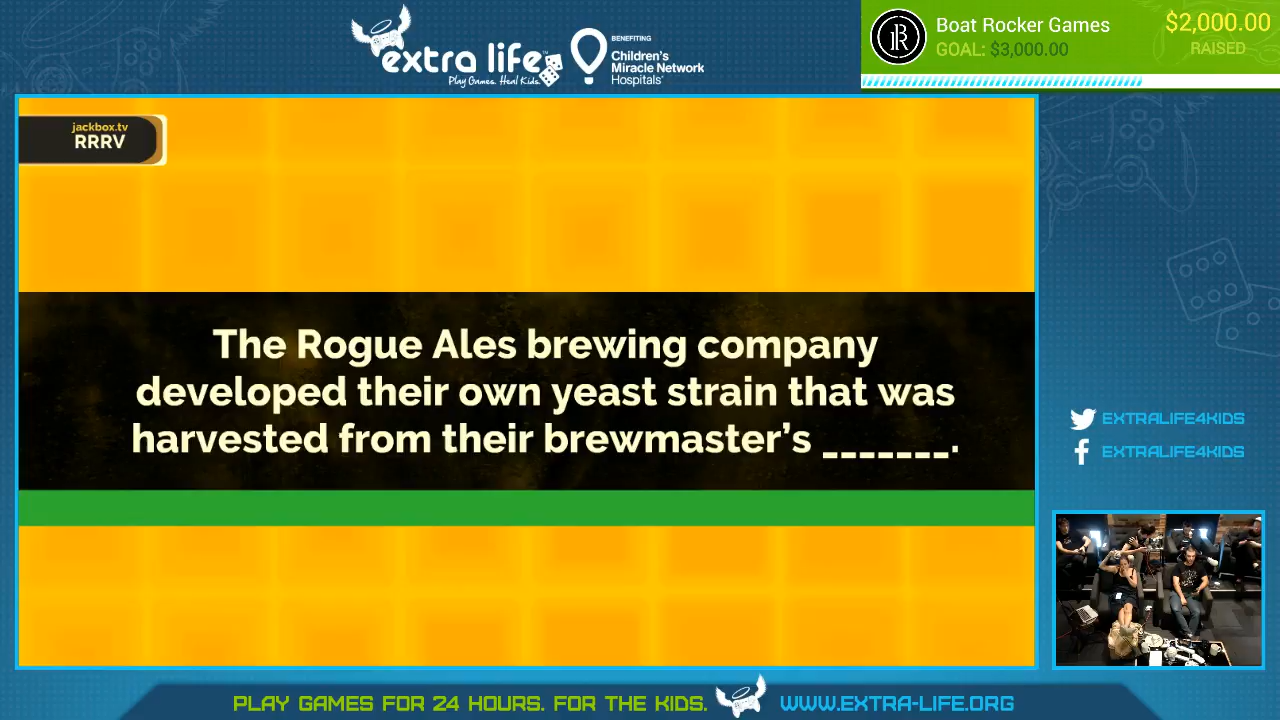 extra life
Play Games. Heal Kids.
BENEFITING
Children's
Miracle Network
Hospitals
Boat Rocker Games
GOAL: $3,000.00
$2,000.00
RAISED
jackbox.tv
RRRV
The Rogue Ales brewing company
developed their own yeast strain that was
harvested from their brewmaster's _______.
EXTRALIFE4KIDS
EXTRALIFE4KIDS
PLAY GAMES FOR 24 HOURS. FOR THE KIDS.
WWW.EXTRA-LIFE.ORG